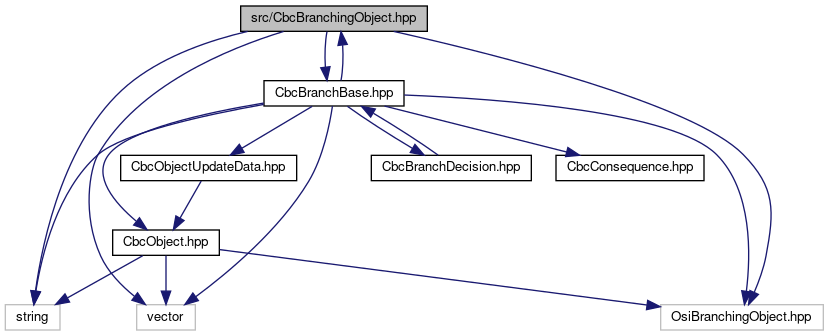 src/CbcBranchingObject.hpp
CbcBranchBase.hpp
CbcObjectUpdateData.hpp
CbcBranchDecision.hpp
CbcConsequence.hpp
CbcObject.hpp
string
vector
OsiBranchingObject.hpp